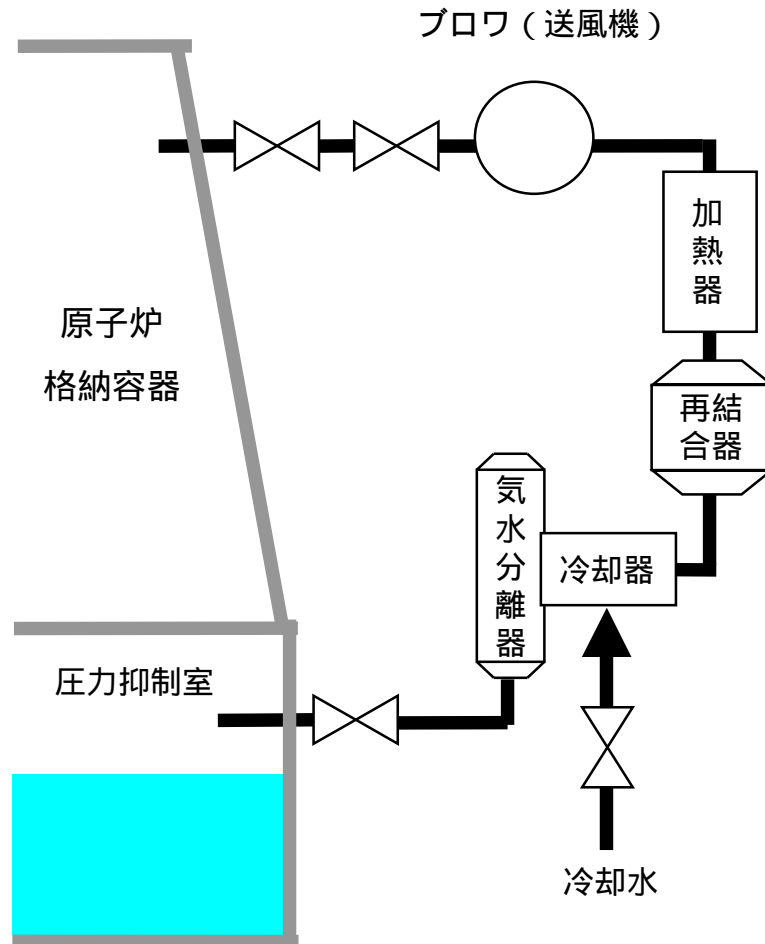 ブロワ（送風機）
加
熱
器
原子炉
格納容器
再結
合器
気
水
分
離
器
冷却器
圧力抑制室
冷却水